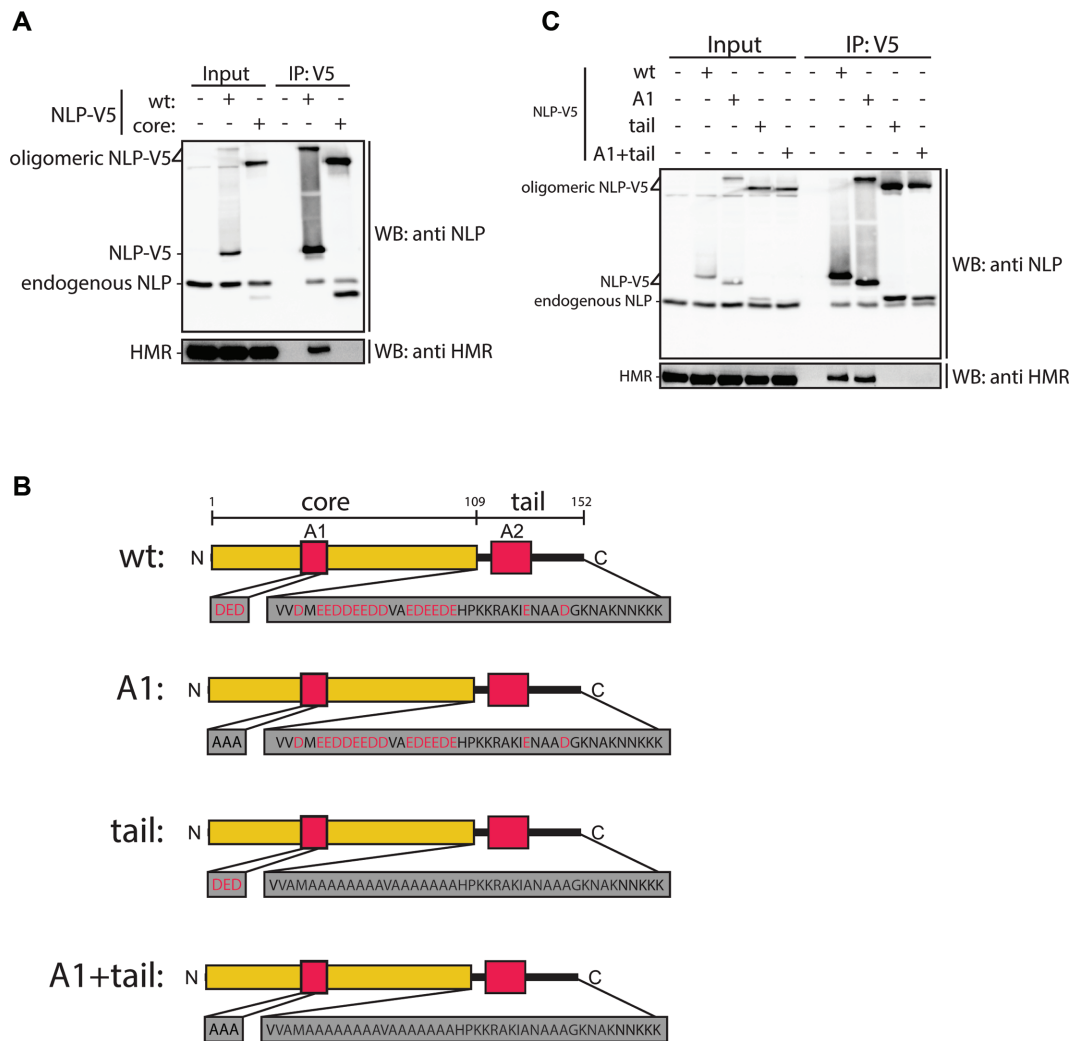 A
Input IP: V5
NLP-V5
wt: - + - - + -
core: - - + - - +
oligomeric NLP-V5
NLP-V5
endogenous NLP
WB: anti NLP
HMR
WB: anti HMR
C
Input IP: V5
NLP-V5
wt - + - - - - + - - -
A1 - - + - - - - + - -
tail - - - + - - - - + -
A1+tail - - - - + - - - - +
oligomeric NLP-V5
NLP-V5
endogenous NLP
WB: anti NLP
HMR
WB: anti HMR
B
1 core 109 tail 152
A1 A2
wt: N C
DED VVDMEEDDEEDDVAEDEEDEHPKKRAKIENAADGKNAKNNKKK
A1: N C
AAA VVDMEEDDEEDDVAEDEEDEHPKKRAKIENAADGKNAKNNKKK
tail: N C
DED VVAMAAAAAAAAVAAAAAAAHPKKRAKIANAAAGKNAKNNKKK
A1+tail: N C
AAA VVAMAAAAAAAAVAAAAAAAHPKKRAKIANAAAGKNAKNNKKK